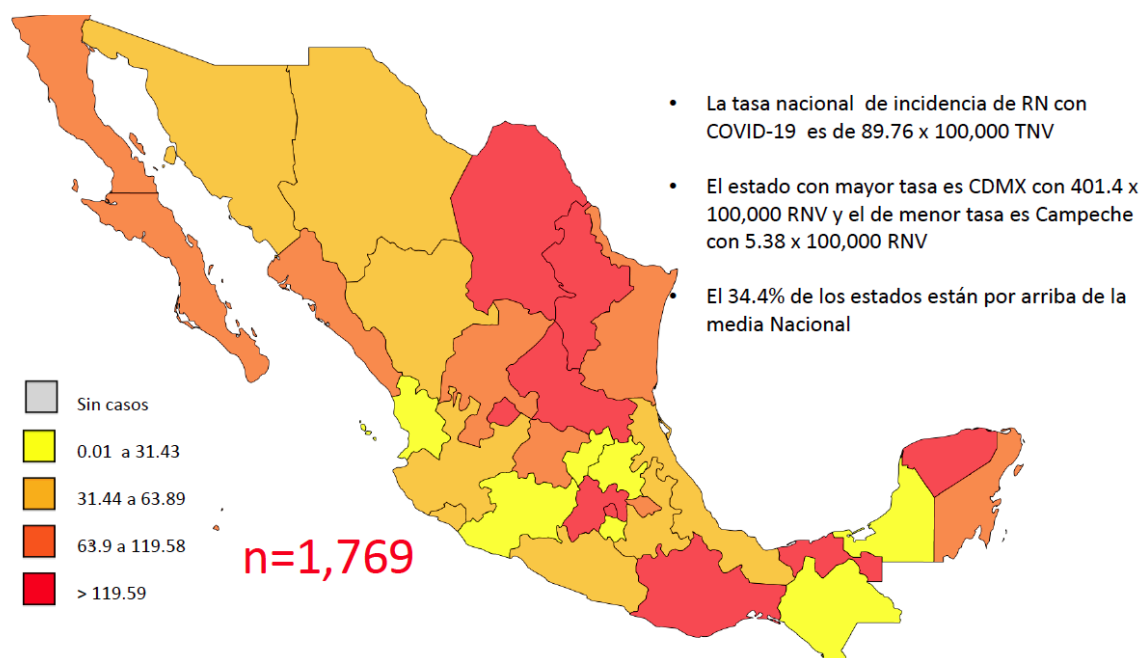 • La tasa nacional de incidencia de RN con
COVID-19 es de 89.76 x 100,000 TNV
• El estado con mayor tasa es CDMX con 401.4 x
100,000 RNV y el de menor tasa es Campeche
con 5.38 x 100,000 RNV
• El 34.4% de los estados están por arriba de la
media Nacional
Sin casos
0.01 a 31.43
31.44 a 63.89
63.9 a 119.58
> 119.59
n=1,769